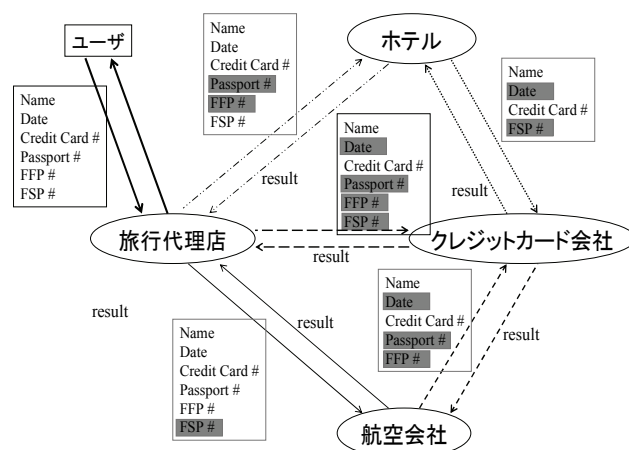 ユーザ
Name
Date
Credit Card #
Passport #
FFP #
FSP #
Name
Date
Credit Card #
Passport #
FFP #
FSP #
ホテル
Name
Date
Credit Card #
FSP #
result
Name
Date
Credit Card #
Passport #
FFP #
FSP #
result
旅行代理店
result
クレジットカード会社
result
Name
Date
Credit Card #
Passport #
FFP #
FSP #
result
Name
Date
Credit Card #
Passport #
FFP #
result
航空会社